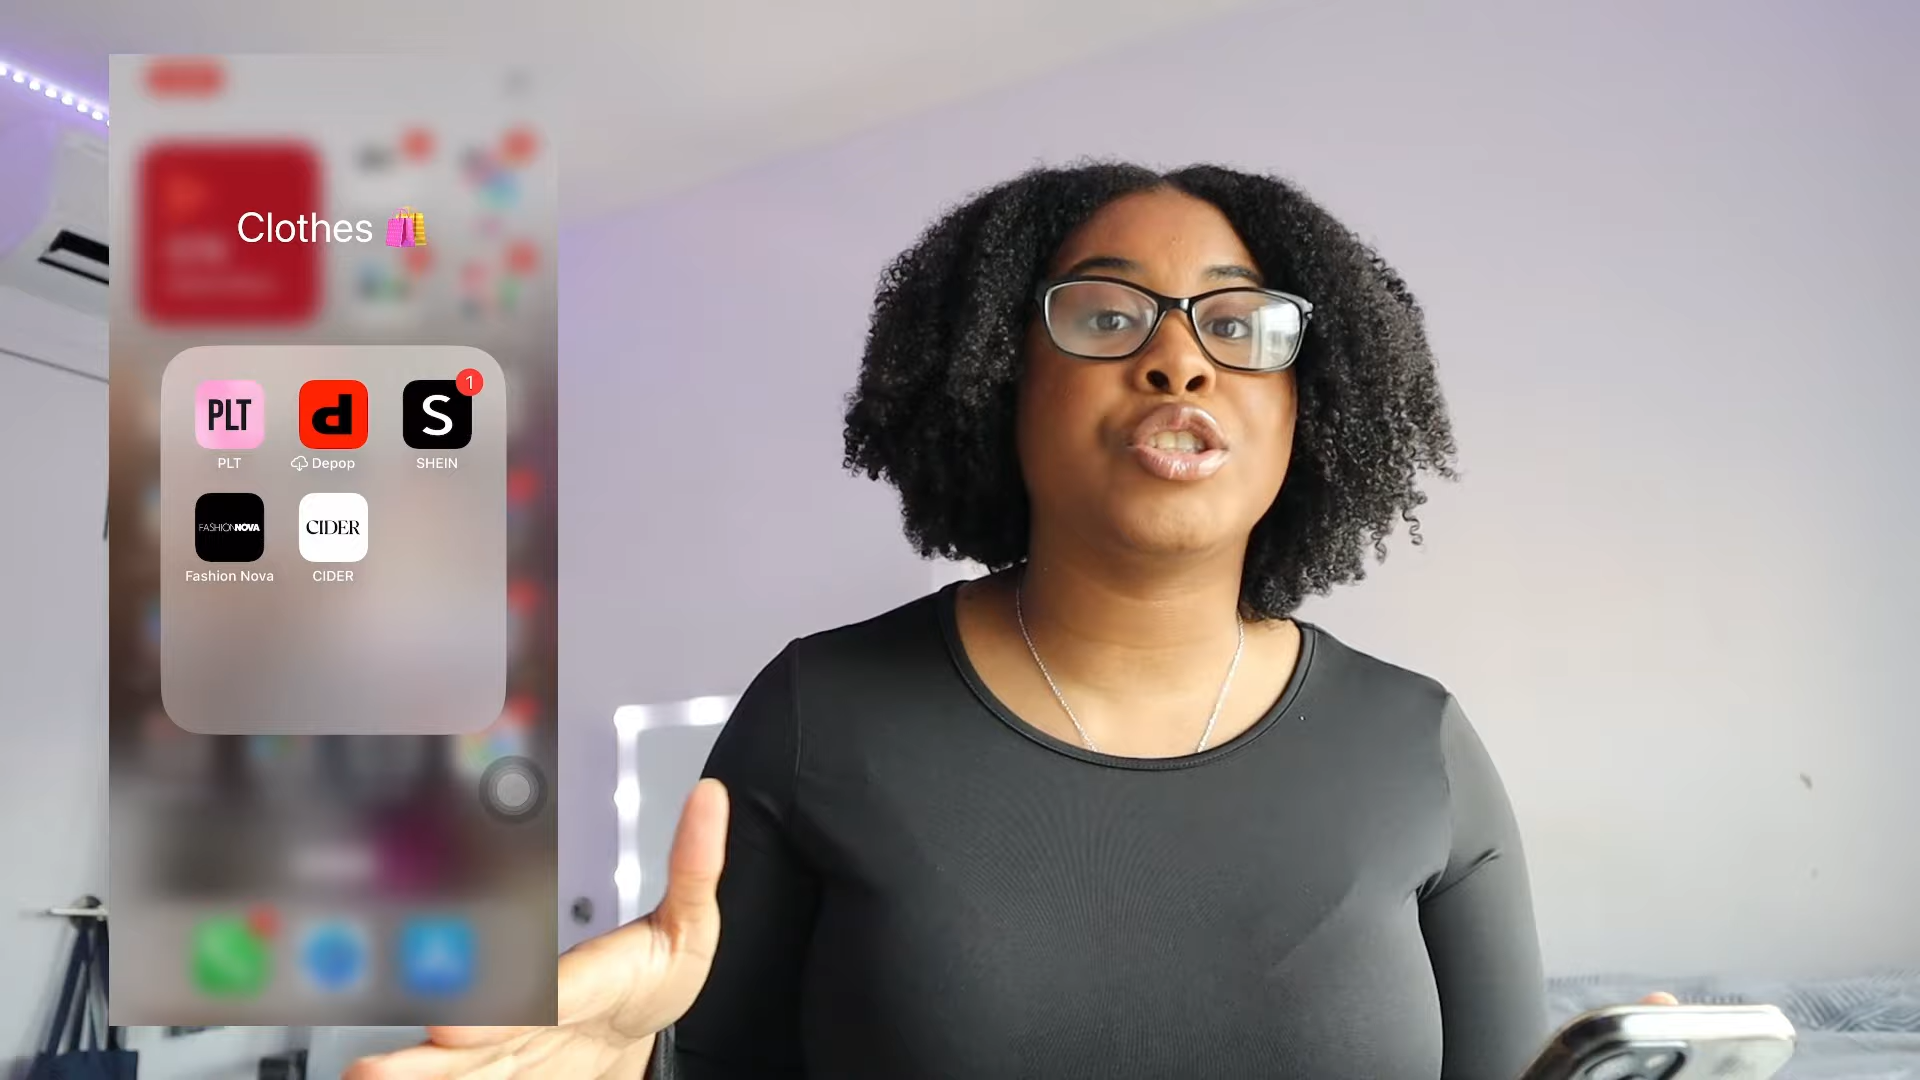 Clothes 🛍️
PLT
d
S
1
PLT
Depop
SHEIN
FASHIONNOVA
CIDER
Fashion Nova
CIDER